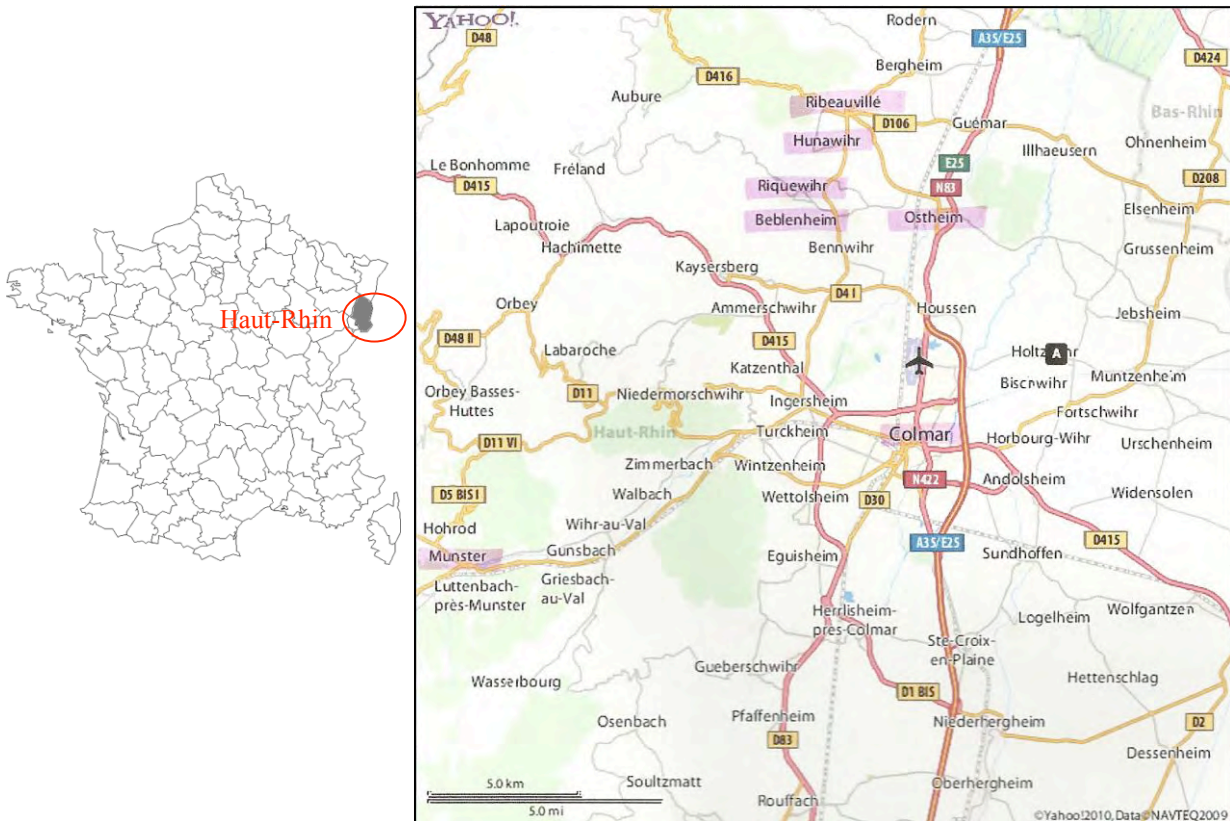 YAHOO!
Rodern
D48
A35/E25
D424
Bergheim
D416
Aubure
Ribeauvillé
Bas-Rhin
D106
Guémar
Hunawihr
Ohnenheim
Illhaeusern
Le Bonhomme
Fréland
E25
D415
Riquewihr
N83
D208
Lapoutroie
Beblenheim
Ostheim
Elsenheim
Hachimette
Bennwihr
Grussenheim
Kaysersberg
Orbey
Ammerschwihr
D4 I
Houssen
Jebsheim
Haut-Rhin
D48 II
Labaroche
D415
A
Katzenthal
Muntzenheim
Orbey Basses-
Huttes
D11
Niedermorschwihr
Ingersheim
Fortschwihr
Haut-Rhin
Turckheim
Colmar
Horbourg-Wihr
Urschenheim
D11 VI
Zimmerbach
Wintzenheim
N422
Andolsheim
D5 BIS I
Walbach
Wettolsheim
D30
Widensolen
Hohrod
Wihr-au-Val
A35/E25
D415
Munster
Gunsbach
Eguisheim
Sundhoffen
Luttenbach-
près-Munster
Griesbach-
au-Val
Herrlisheim-
près-Colmar
Logelheim
Wolfgantzen
Ste-Croix-
en-Plaine
Gueberschwihr
Wasserbourg
D1 BIS
Hettenschlag
Osenbach
Pfaffenheim
Niederhergheim
D2
D83
Dessenheim
5.0 km
Soultzmatt
Oberhergheim
5.0 mi
Rouffach
©Yahoo!2010, Data©NAVTEQ2009